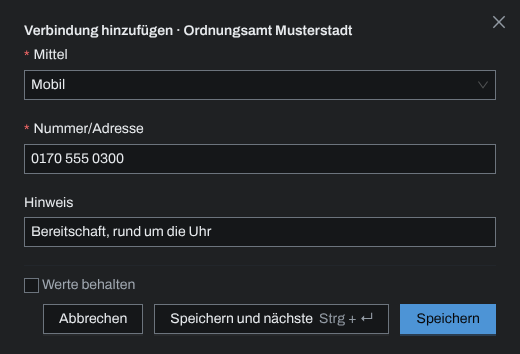 Verbindung hinzufügen · Ordnungsamt Musterstadt
* Mittel
Mobil
* Nummer/Adresse
0170 555 0300
Hinweis
Bereitschaft, rund um die Uhr
Werte behalten
Abbrechen
Speichern und nächste Strg + ↵
Speichern